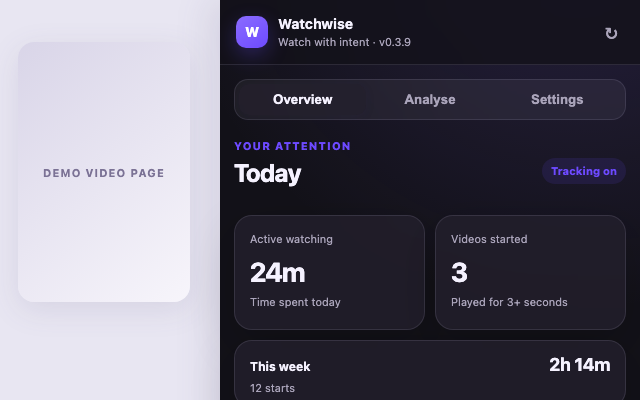 DEMO VIDEO PAGE
W
Watchwise
Watch with intent · v0.3.9
↻
Overview
Analyse
Settings
YOUR ATTENTION
Today
Tracking on
Active watching
24m
Time spent today
Videos started
3
Played for 3+ seconds
This week
2h 14m
12 starts